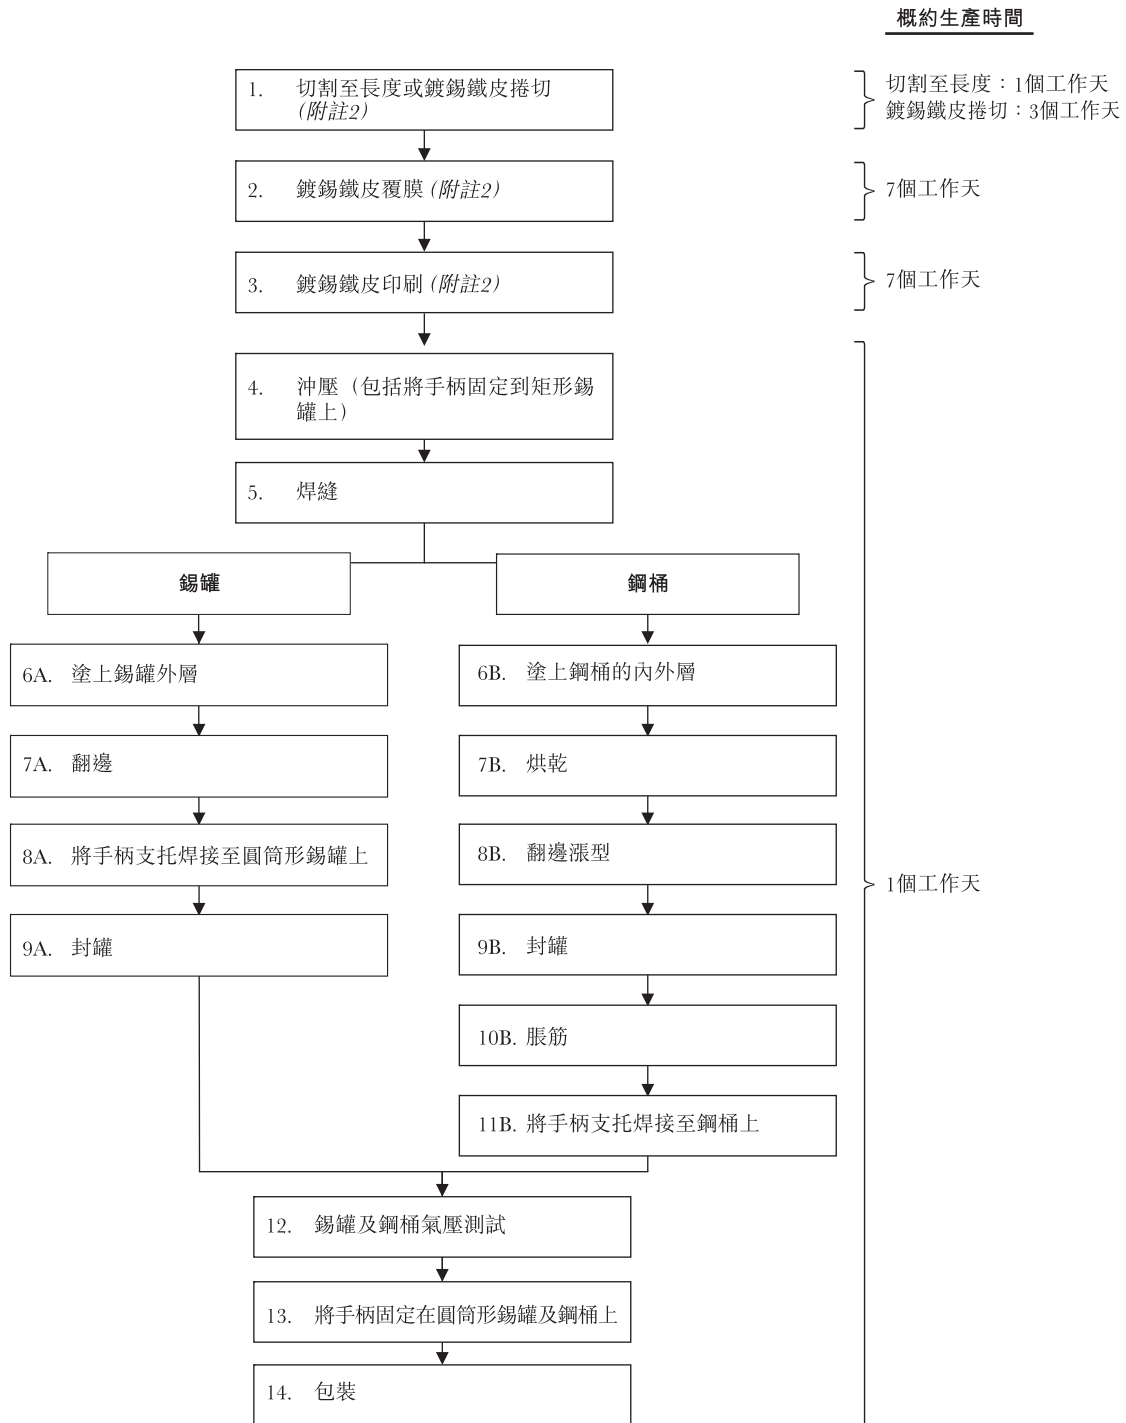 概約生產時間
1. 切割至長度或鍍錫鐵皮捲切
(附註2)
切割至長度：1個工作天
鍍錫鐵皮捲切：3個工作天
2. 鍍錫鐵皮覆膜 (附註2)
7個工作天
3. 鍍錫鐵皮印刷 (附註2)
7個工作天
4. 沖壓（包括將手柄固定到矩形錫
罐上）
5. 焊縫
錫罐
鋼桶
6A. 塗上錫罐外層
6B. 塗上鋼桶的內外層
7A. 翻邊
7B. 烘乾
8A. 將手柄支托焊接至圓筒形錫罐上
8B. 翻邊漲型
1個工作天
9A. 封罐
9B. 封罐
10B. 脹筋
11B. 將手柄支托焊接至鋼桶上
12. 錫罐及鋼桶氣壓測試
13. 將手柄固定在圓筒形錫罐及鋼桶上
14. 包裝